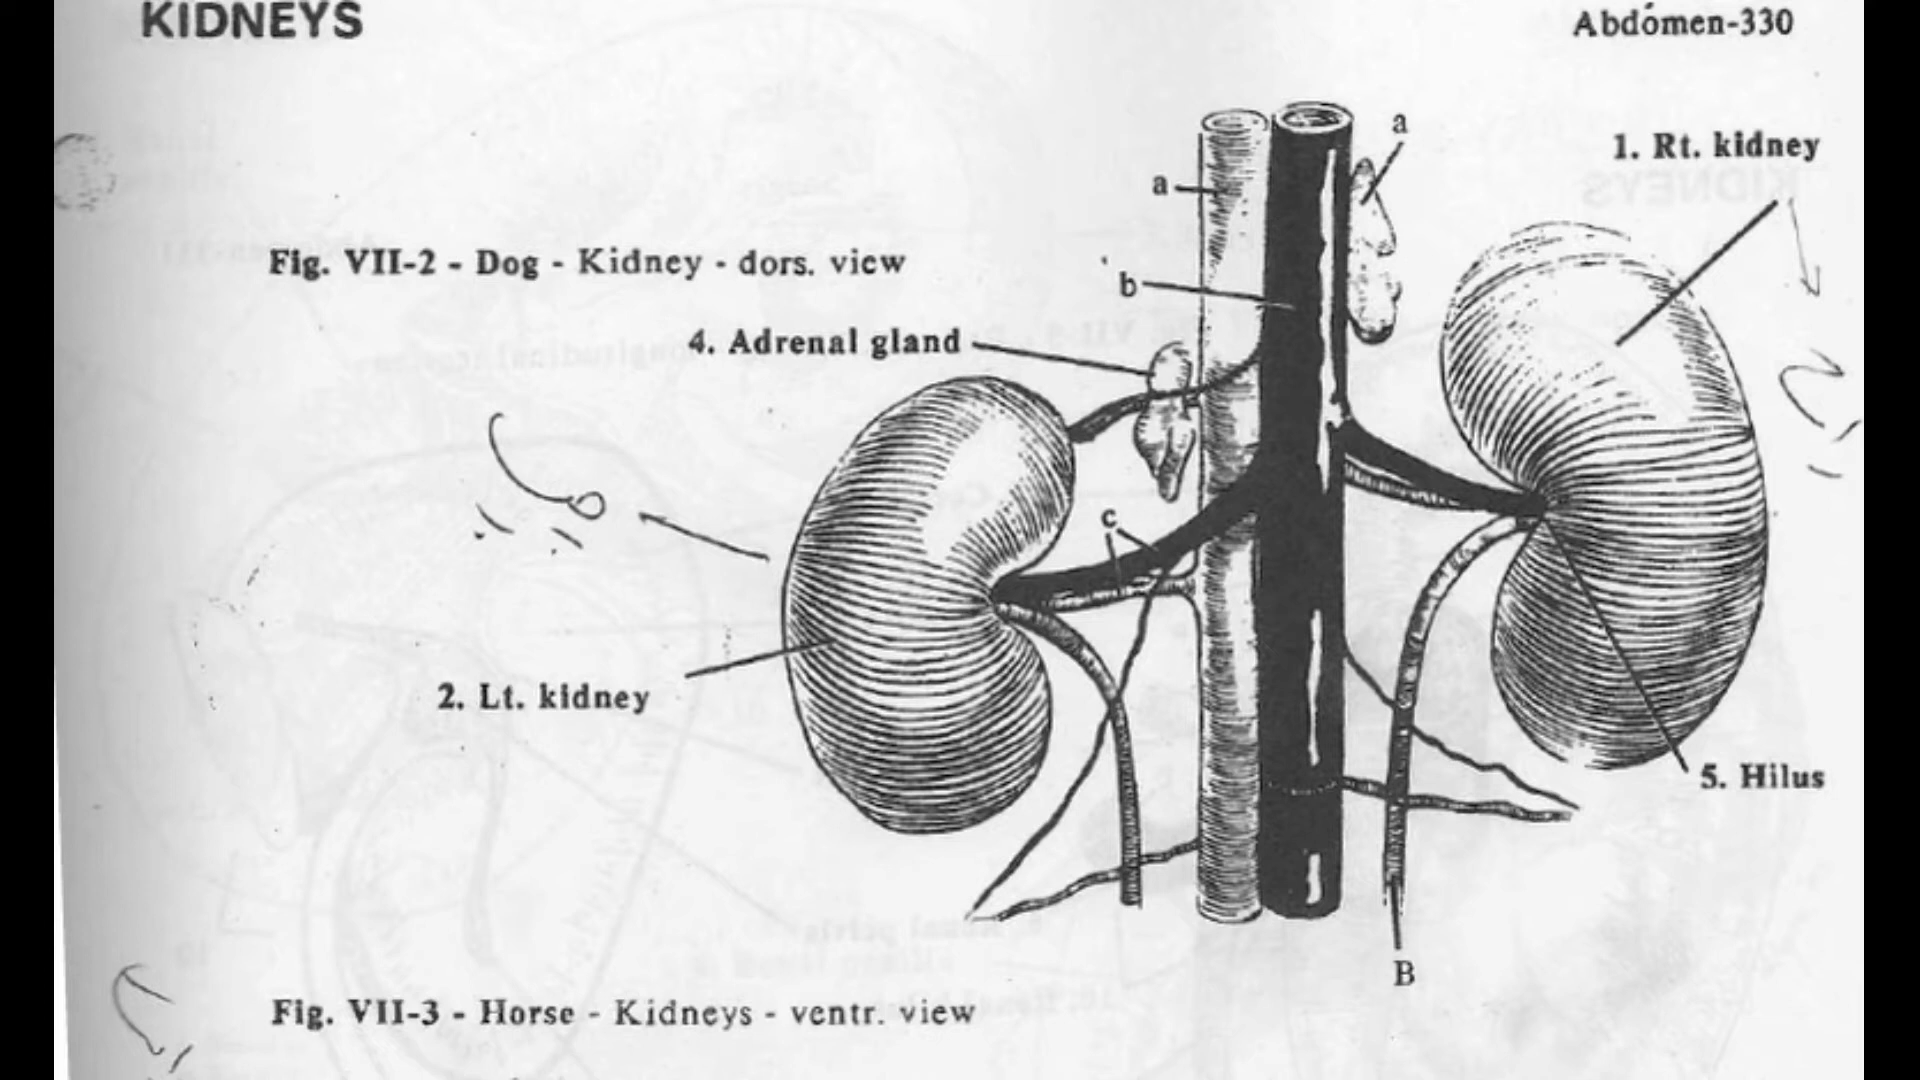 KIDNEYS
Abdómen-330
a
1. Rt. kidney
a
Fig. VII-2 - Dog - Kidney - dors. view
b
4. Adrenal gland
c
2. Lt. kidney
5. Hilus
B
Fig. VII-3 - Horse - Kidneys - ventr. view